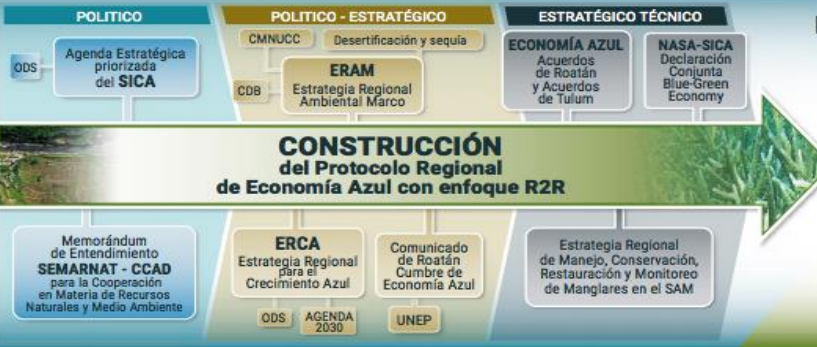 POLITICO
POLITICO - ESTRATÉGICO
ESTRATÉGICO TÉCNICO
ODS
Agenda Estratégica
priorizada
del SICA
CMNUCC
Desertificación y sequía
CDB
ERAM
Estrategia Regional
Ambiental Marco
ECONOMÍA AZUL
Acuerdos
de Roatán
y Acuerdos
de Tulum
NASA-SICA
Declaración
Conjunta
Blue-Green
Economy
CONSTRUCCIÓN
del Protocolo Regional
de Economía Azul con enfoque R2R
Memorándum
de Entendimiento
SEMARNAT - CCAD
para la Cooperación
en Materia de Recursos
Naturales y Medio Ambiente
ERCA
Estrategia Regional
para el
Crecimiento Azul
ODS
AGENDA
2030
Comunicado
de Roatán
Cumbre de
Economía Azul
UNEP
Estrategia Regional
de Manejo, Conservación,
Restauración y Monitoreo
de Manglares en el SAM